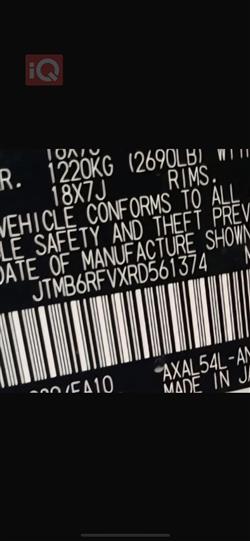 iQ
18X7J
R. 1220KG (2690LB) WITH
18X7J RIMS.
VEHICLE CONFORMS TO ALL
LE SAFETY AND THEFT PREV
DATE OF MANUFACTURE SHOWN
JTMB6RFVXRD561374
AXAL54L-AN
MADE IN JA